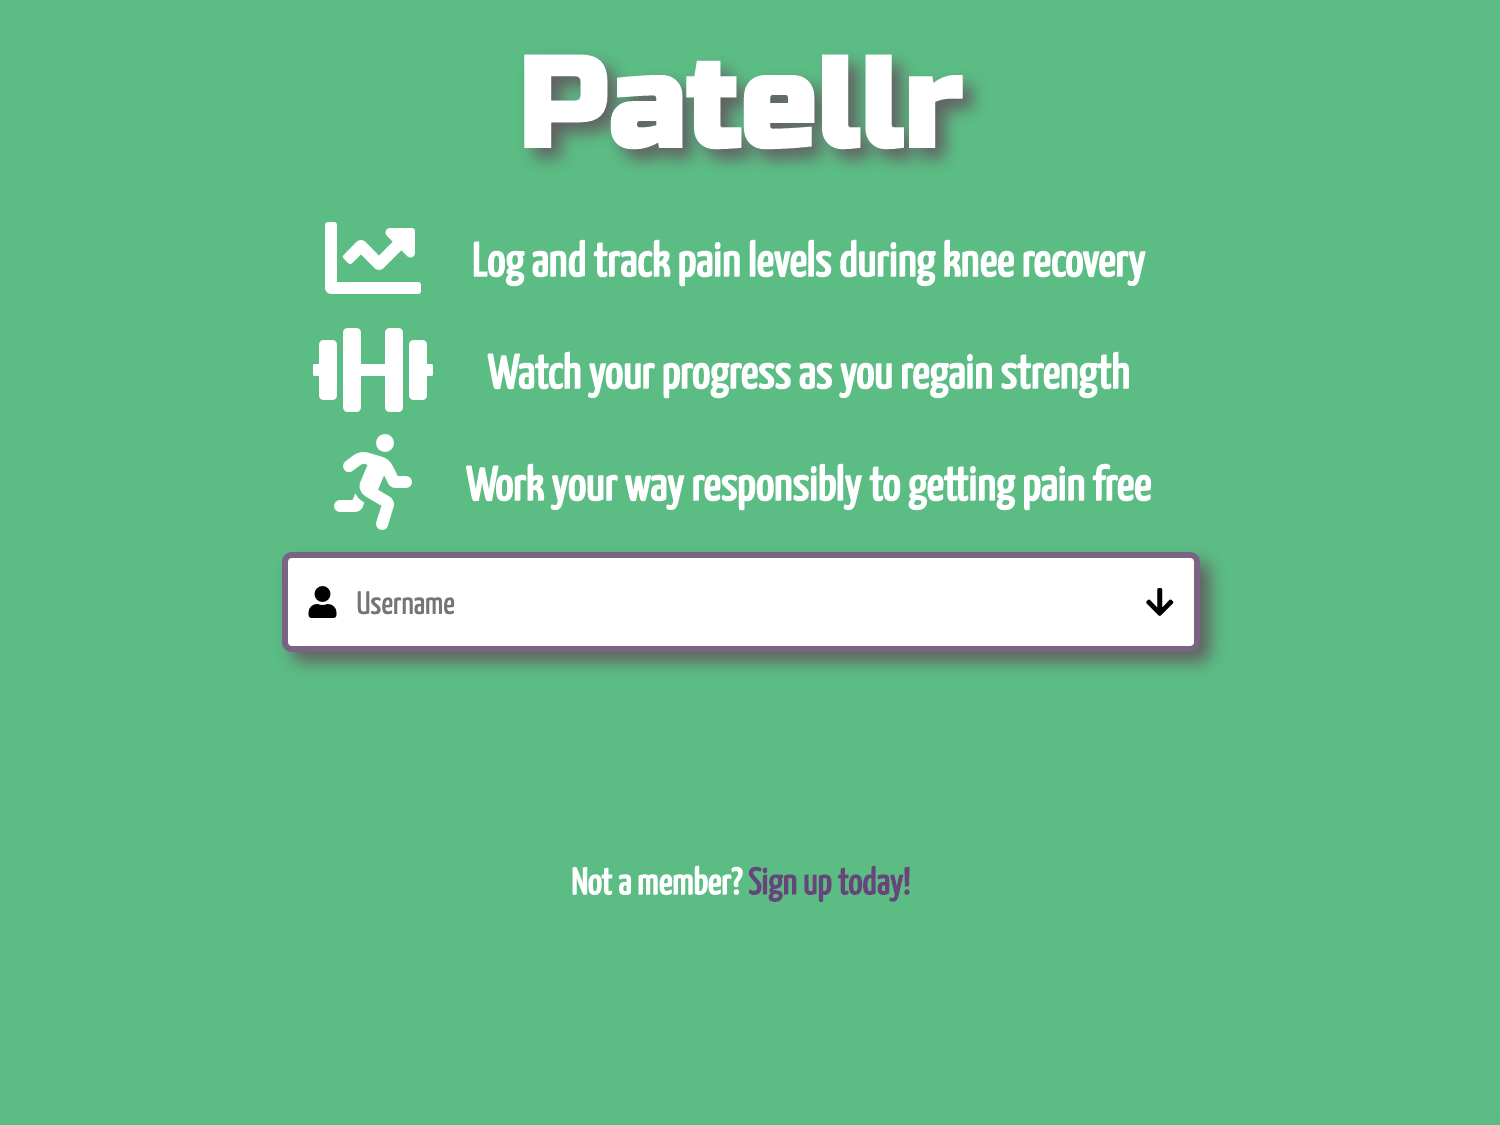 Patellr
Log and track pain levels during knee recovery
Watch your progress as you regain strength
Work your way responsibly to getting pain free
Username
Not a member? Sign up today!